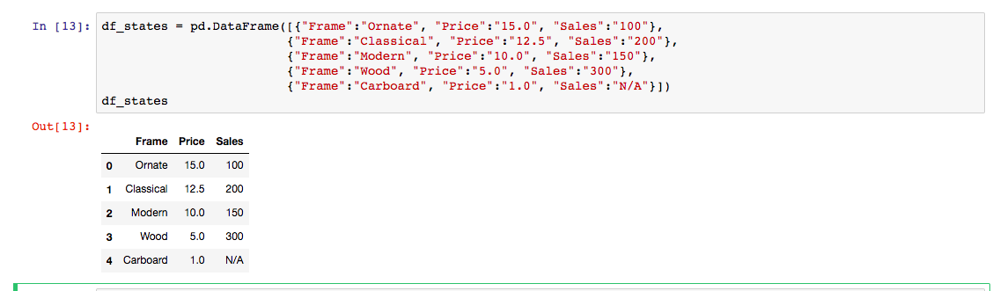 In [13]: df_states = pd.DataFrame([{"Frame":"Ornate", "Price":"15.0", "Sales":"100"},
{"Frame":"Classical", "Price":"12.5", "Sales":"200"},
{"Frame":"Modern", "Price":"10.0", "Sales":"150"},
{"Frame":"Wood", "Price":"5.0", "Sales":"300"},
{"Frame":"Carboard", "Price":"1.0", "Sales":"N/A"}])
df_states
Out[13]:
Frame Price Sales
0 Ornate 15.0 100
1 Classical 12.5 200
2 Modern 10.0 150
3 Wood 5.0 300
4 Carboard 1.0 N/A